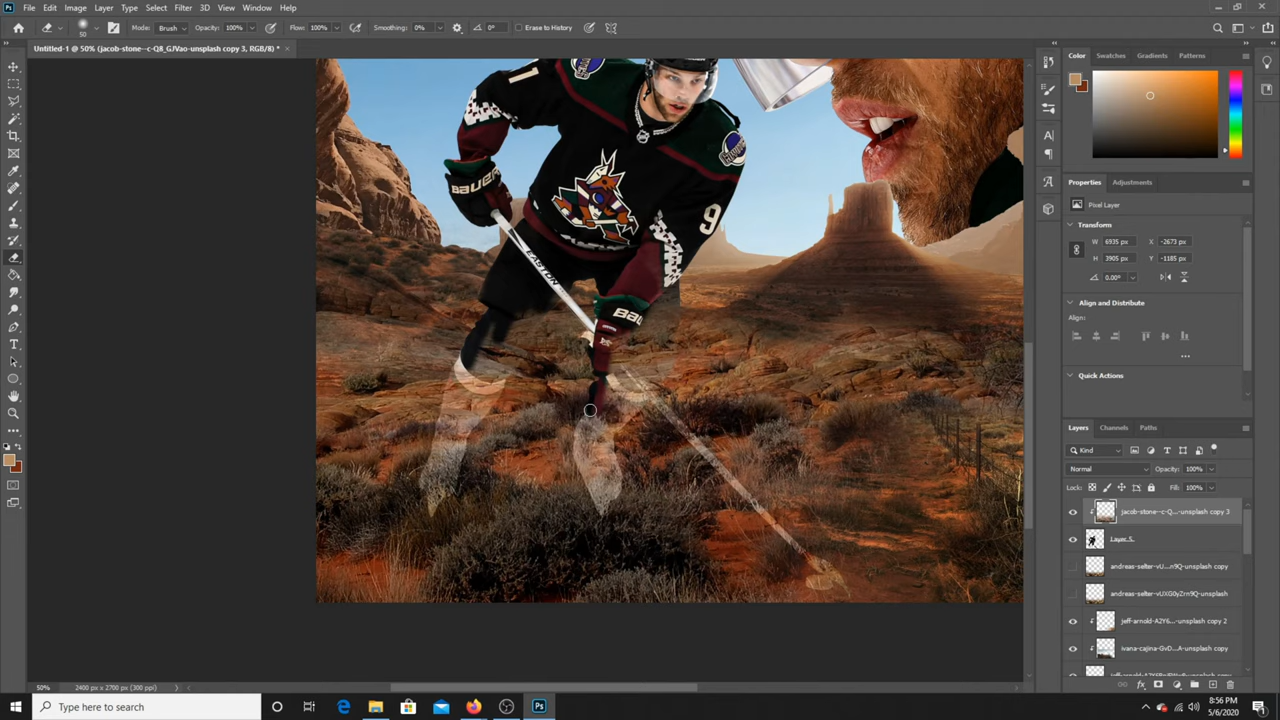 Ps File Edit Image Layer Type Select Filter 3D View Window Help
50 Mode: Brush Opacity: 100% Flow: 100% Smoothing: 0% 0° Erase to History
Untitled-1 @ 50% (jacob-stone--c-Q8_GJVao-unsplash copy 3, RGB/8) * ×
Color Swatches Gradients Patterns
Properties Adjustments
Pixel Layer
Transform
W 6935 px X -2673 px
H 3905 px Y -1185 px
0.00°
Align and Distribute
Align:
Quick Actions
Layers Channels Paths
Kind
Normal Opacity: 100%
Lock: Fill: 100%
jacob-stone--c-Q...-unsplash copy 3
Layer 5
andreas-selter-vU...n9Q-unsplash copy
andreas-selter-vUXG0yZrn9Q-unsplash
jeff-arnold-A2Y6...-unsplash copy 2
ivana-cajina-GvD...A-unsplash copy
BAUER
9
EASTON
50% 2400 px x 2700 px (300 ppi)
Type here to search
8:56 PM
5/6/2020